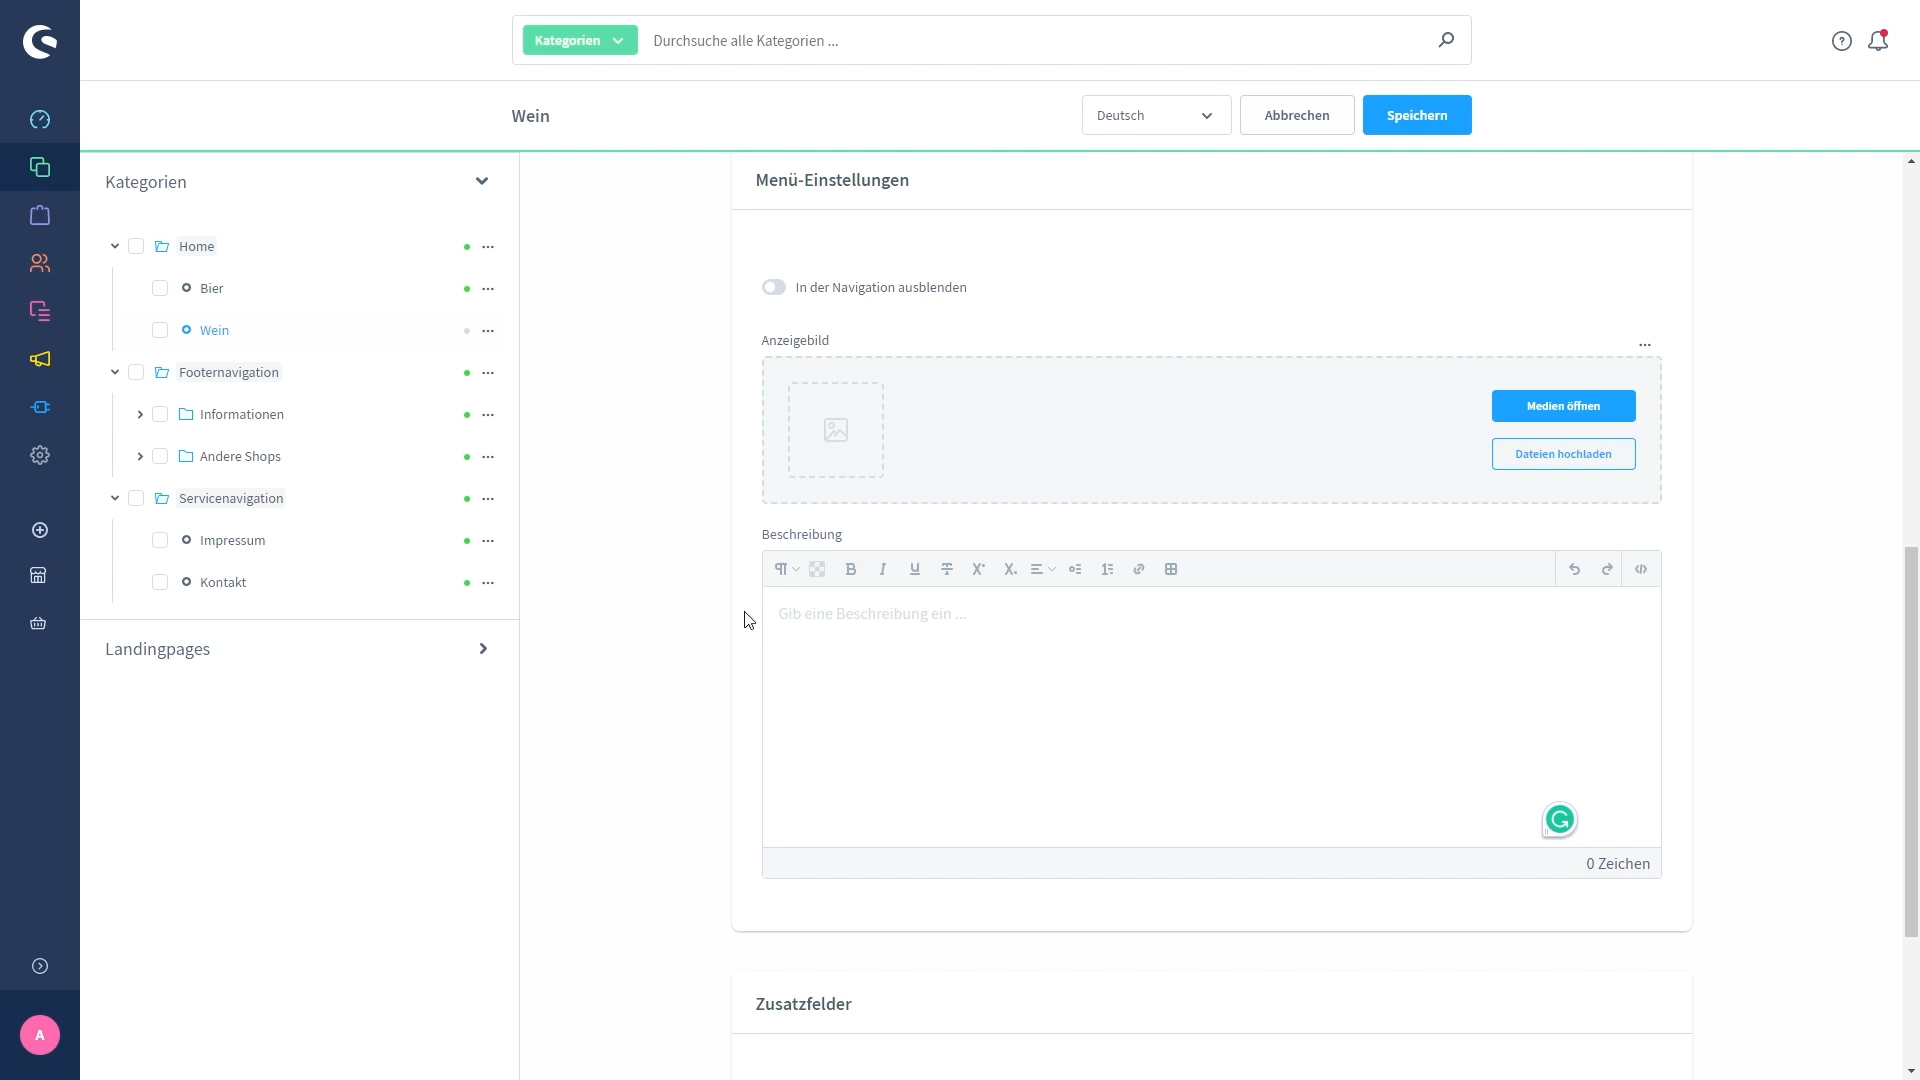 Kategorien
Durchsuche alle Kategorien ...
Wein
Deutsch
Abbrechen
Speichern
Kategorien
Home
Bier
Wein
Footernavigation
Informationen
Andere Shops
Servicenavigation
Impressum
Kontakt
Landingpages
A
Menü-Einstellungen
In der Navigation ausblenden
Anzeigebild
Medien öffnen
Dateien hochladen
Beschreibung
Gib eine Beschreibung ein ...
0 Zeichen
Zusatzfelder